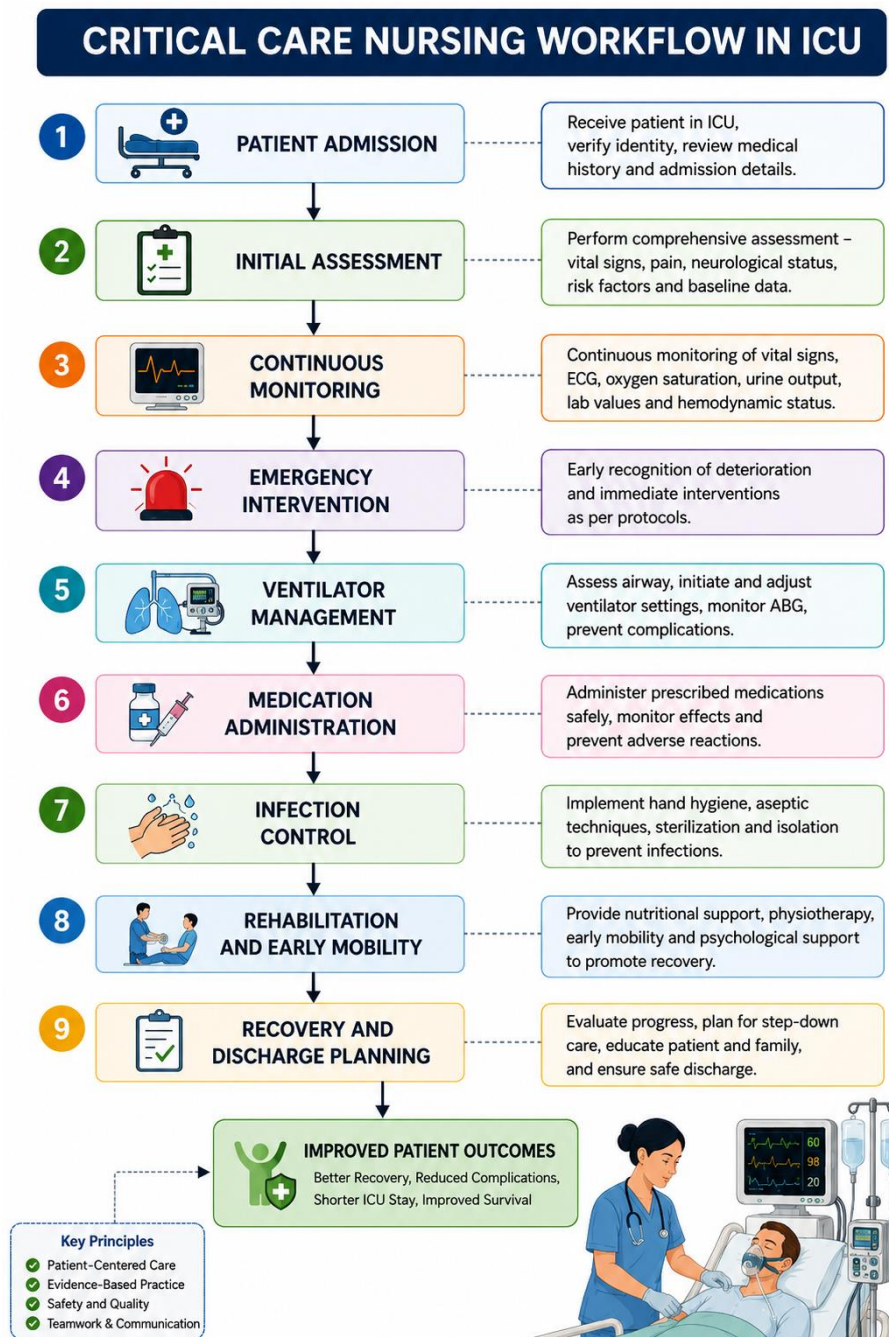 CRITICAL CARE NURSING WORKFLOW IN ICU
1
PATIENT ADMISSION
Receive patient in ICU,
verify identity, review medical
history and admission details.
2
INITIAL ASSESSMENT
Perform comprehensive assessment –
vital signs, pain, neurological status,
risk factors and baseline data.
3
CONTINUOUS
MONITORING
Continuous monitoring of vital signs,
ECG, oxygen saturation, urine output,
lab values and hemodynamic status.
4
EMERGENCY
INTERVENTION
Early recognition of deterioration
and immediate interventions
as per protocols.
5
VENTILATOR
MANAGEMENT
Assess airway, initiate and adjust
ventilator settings, monitor ABG,
prevent complications.
6
MEDICATION
ADMINISTRATION
Administer prescribed medications
safely, monitor effects and
prevent adverse reactions.
7
INFECTION
CONTROL
Implement hand hygiene, aseptic
techniques, sterilization and isolation
to prevent infections.
8
REHABILITATION
AND EARLY MOBILITY
Provide nutritional support, physiotherapy,
early mobility and psychological support
to promote recovery.
9
RECOVERY AND
DISCHARGE PLANNING
Evaluate progress, plan for step-down
care, educate patient and family,
and ensure safe discharge.
IMPROVED PATIENT OUTCOMES
Better Recovery, Reduced Complications,
Shorter ICU Stay, Improved Survival
60
98
20
Key Principles
Patient-Centered Care
Evidence-Based Practice
Safety and Quality
Teamwork & Communication